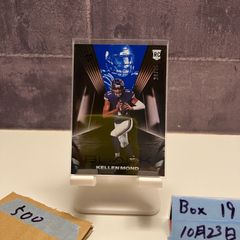 RC
KELLEN MOND
500
Box 19
10月23日